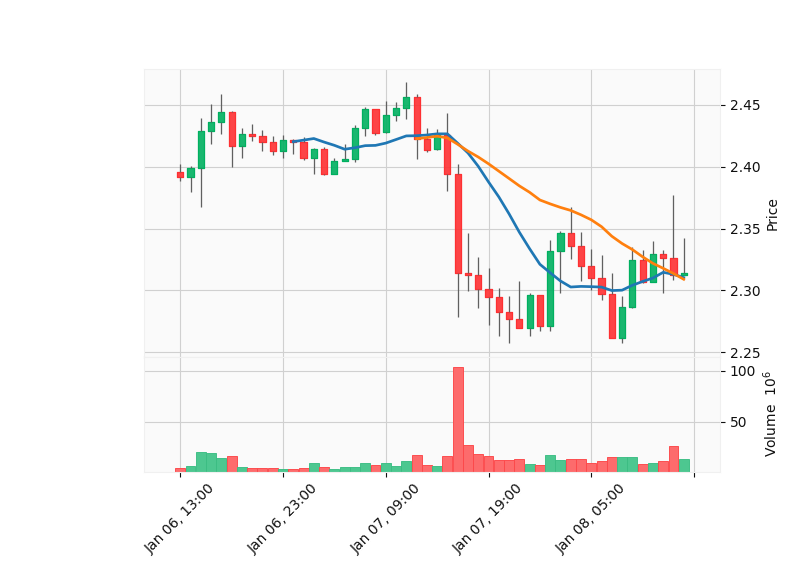 2.45
2.40
2.35
2.30
2.25
Price
100
50
Volume 10^6
Jan 06, 13:00
Jan 06, 23:00
Jan 07, 09:00
Jan 07, 19:00
Jan 08, 05:00